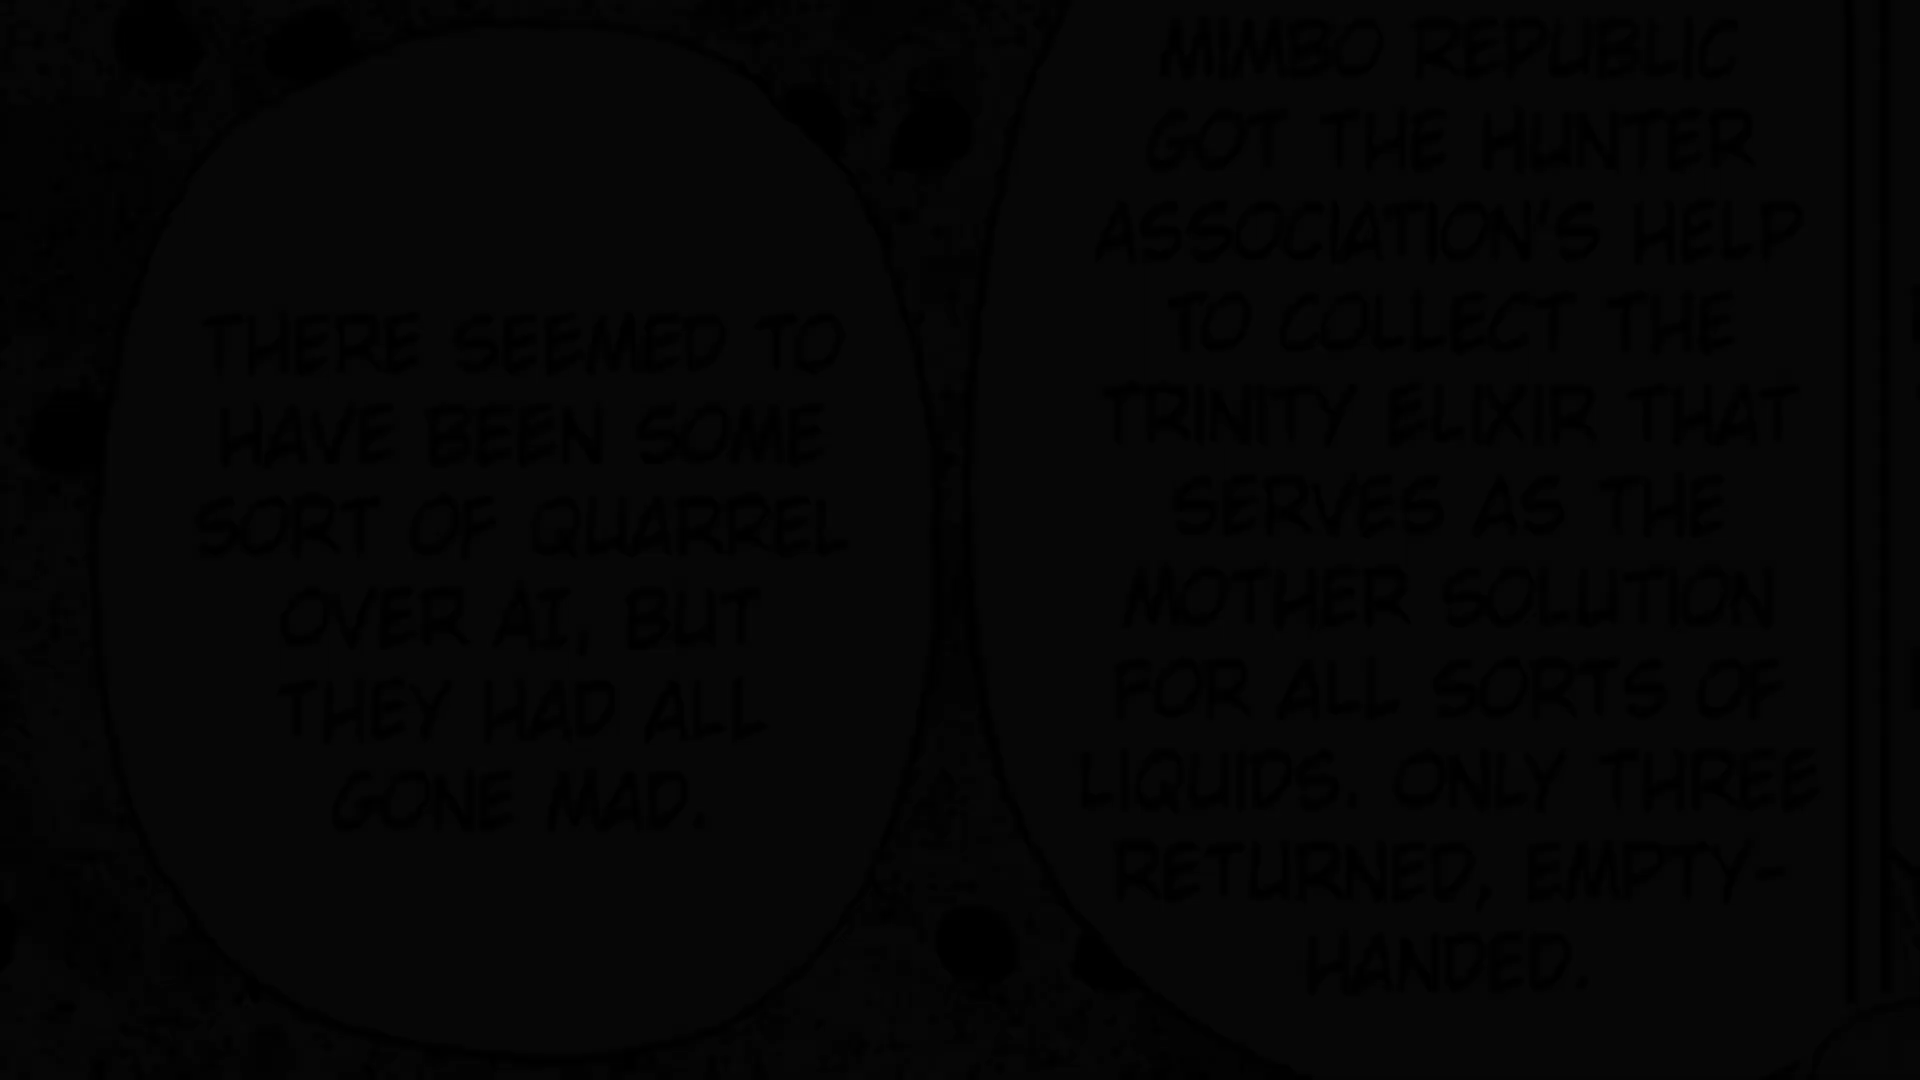 MIMBO REPUBLIC
GOT THE HUNTER
ASSOCIATION'S HELP
TO COLLECT THE
TRINITY ELIXIR THAT
SERVES AS THE
MOTHER SOLUTION
FOR ALL SORTS OF
LIQUIDS. ONLY THREE
RETURNED, EMPTY-
HANDED.
THERE SEEMED TO
HAVE BEEN SOME
SORT OF QUARREL
OVER AI, BUT
THEY HAD ALL
GONE MAD.